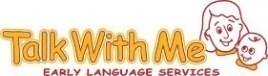 Talk With Me
EARLY LANGUAGE SERVICES